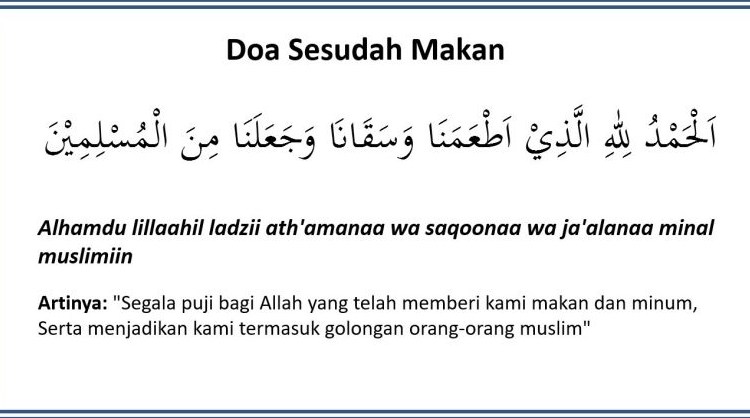 Doa Sesudah Makan
اَلْحَمْدُ لِلّٰهِ الَّذِيْ اَطْعَمَنَا وَسَقَانَا وَجَعَلَنَا مِنَ الْمُسْلِمِيْنَ
Alhamdu lillaahil ladzii ath'amanaa wa saqoonaa wa ja'alanaa minal
muslimiin
Artinya: "Segala puji bagi Allah yang telah memberi kami makan dan minum,
Serta menjadikan kami termasuk golongan orang-orang muslim"